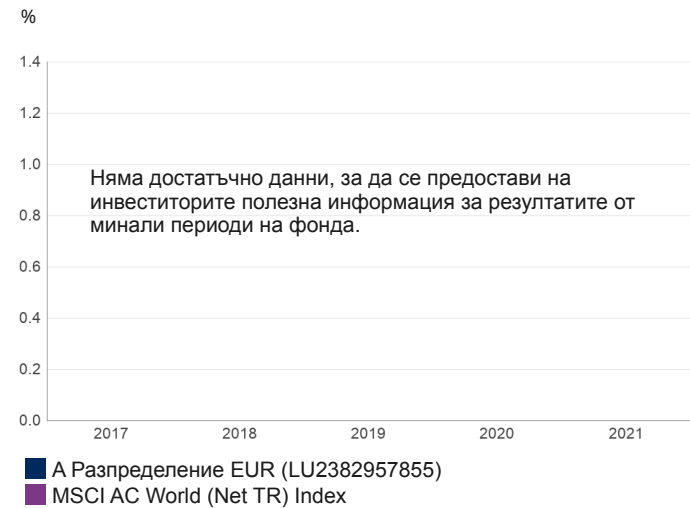 %
1.4
1.2
1.0
Няма достатъчно данни, за да се предостави на
инвеститорите полезна информация за резултатите от
0.8
минали периоди на фонда.
0.6
0.4
0.2
0.0
2017 2018 2019 2020 2021
А Разпределение EUR (LU2382957855)
MSCI AC World (Net TR) Index